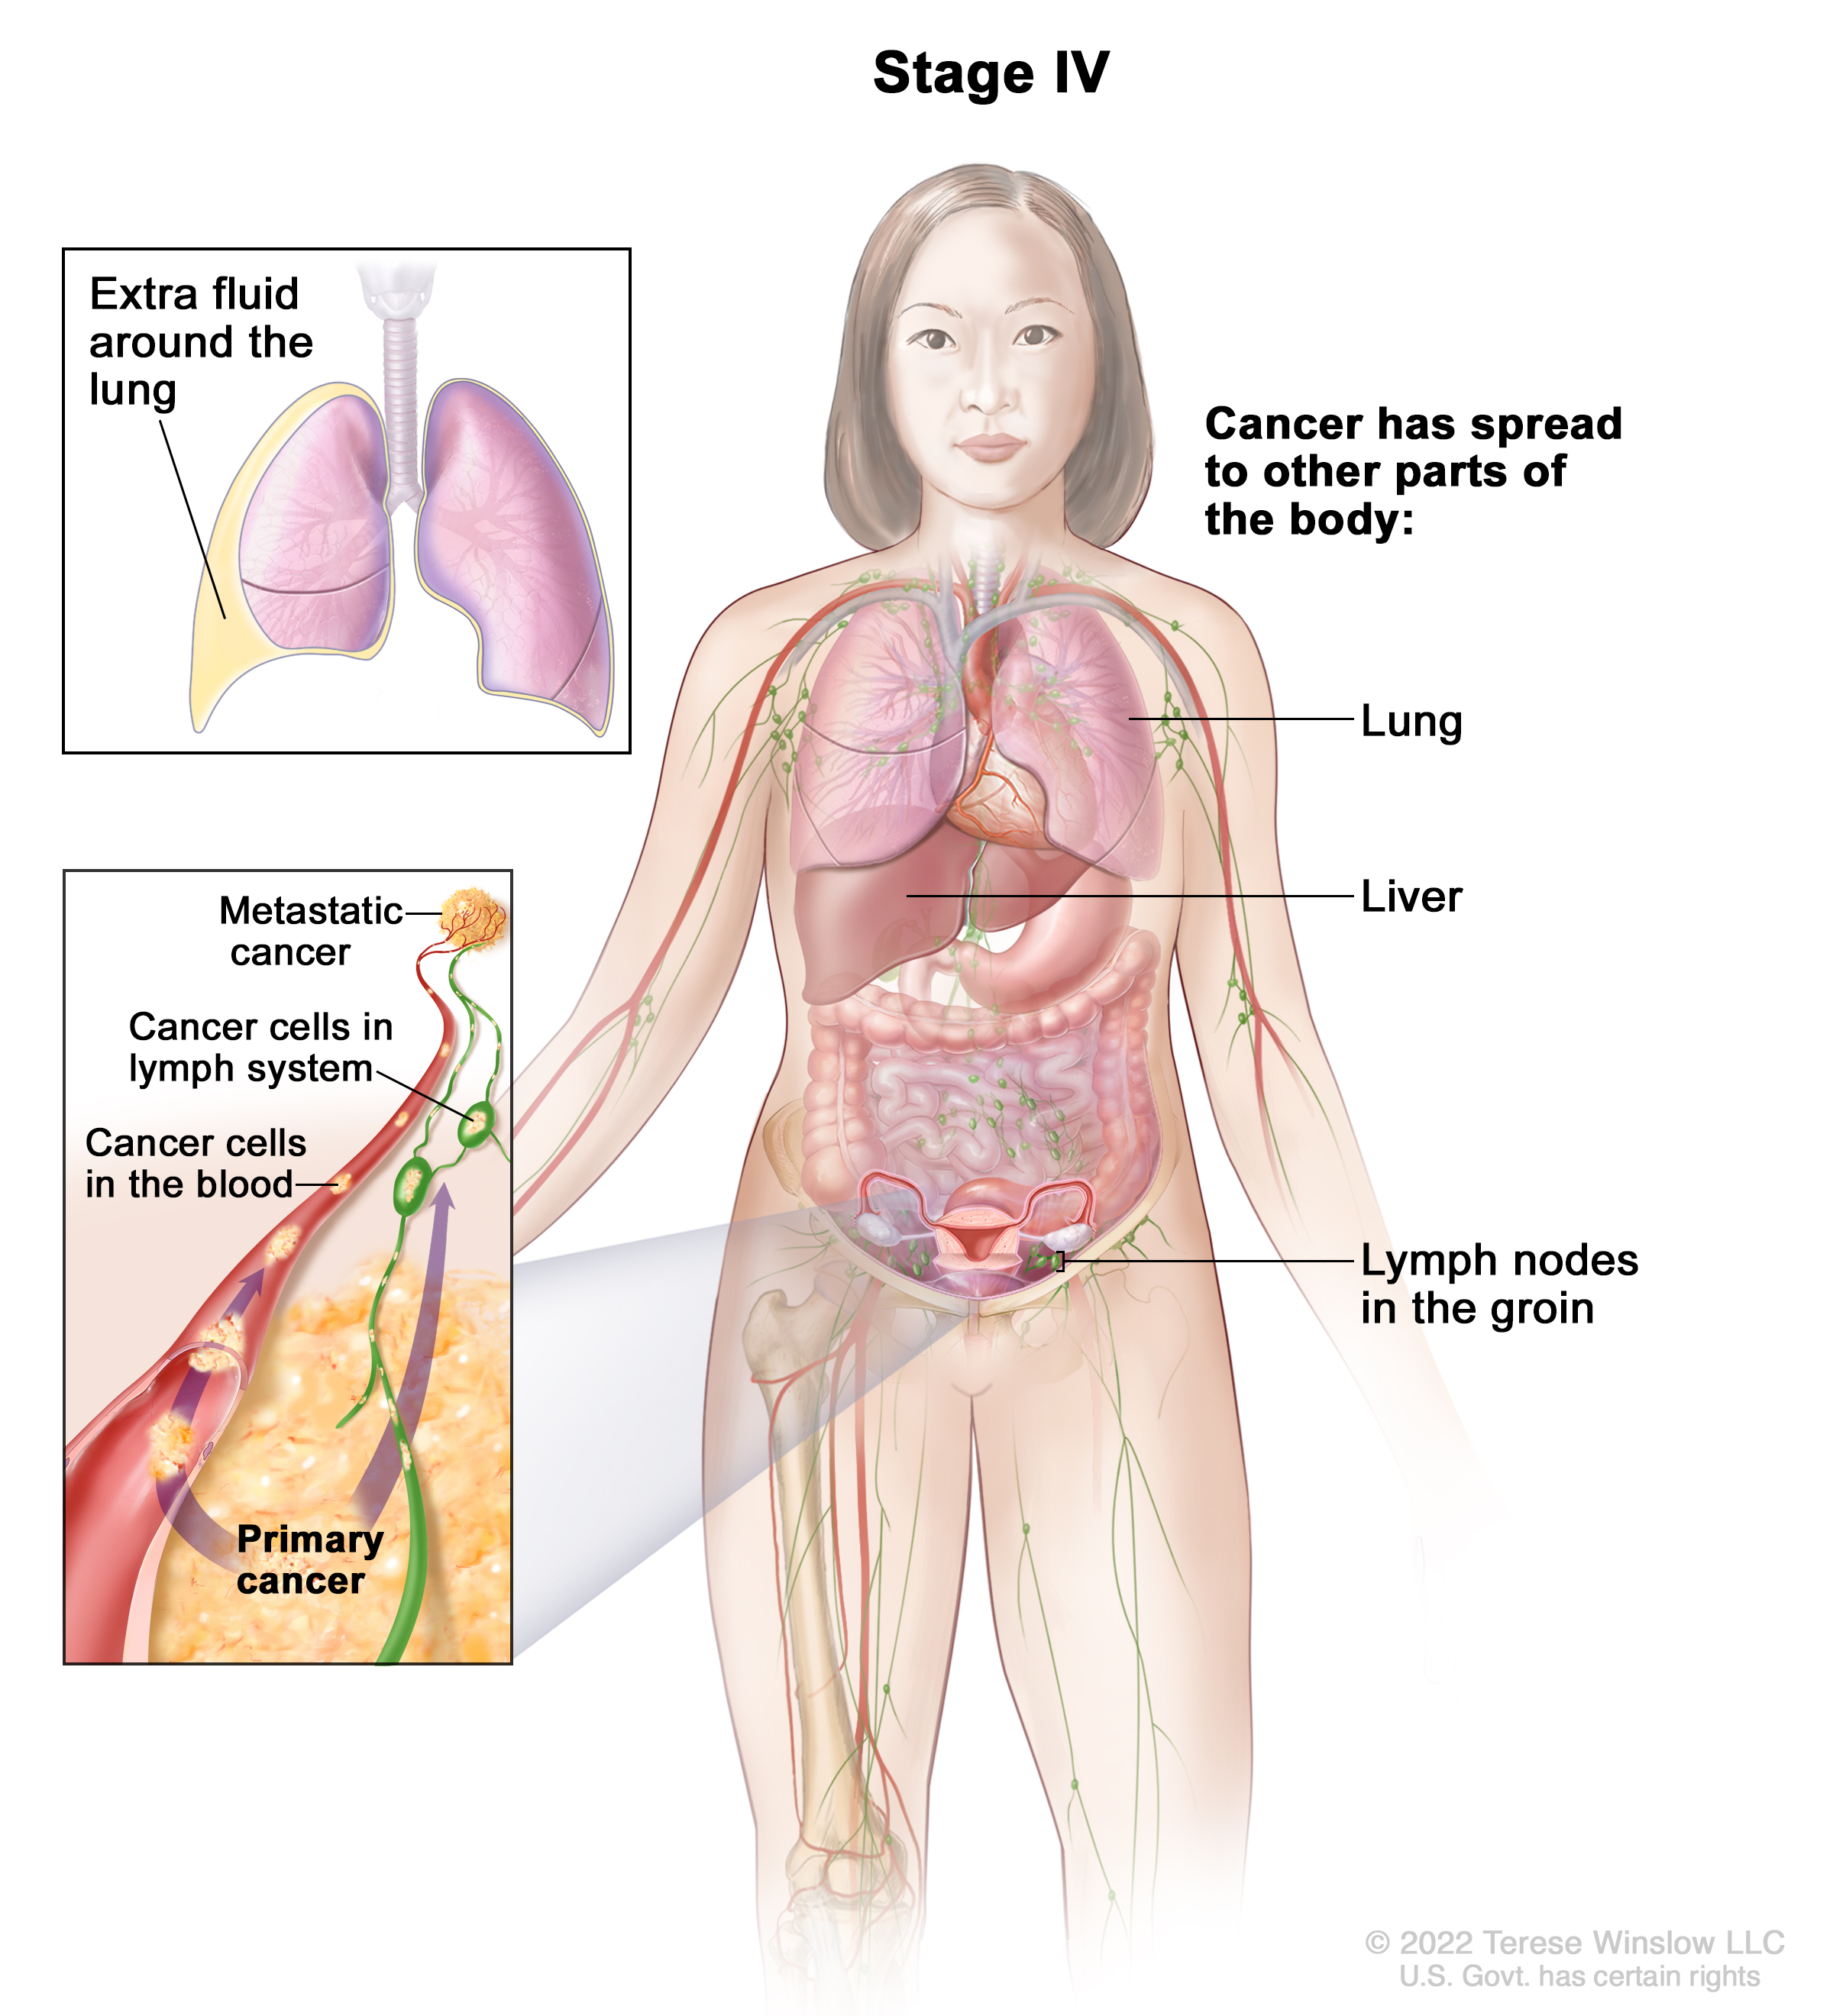 Stage IV
Extra fluid
around the
lung
Cancer has spread
to other parts of
the body:
Lung
Liver
Lymph nodes
in the groin
Metastatic
cancer
Cancer cells in
lymph system
Cancer cells
in the blood
Primary
cancer
© 2022 Terese Winslow LLC
U.S. Govt. has certain rights